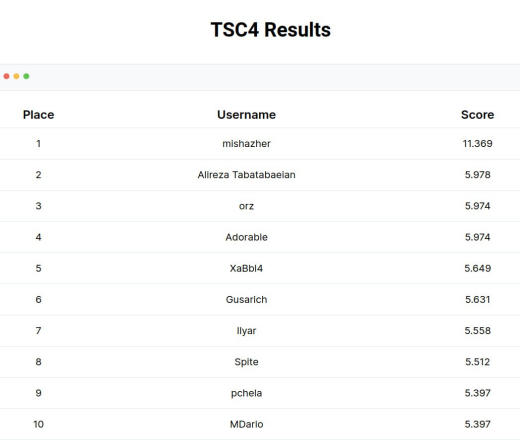 TSC4 Results
Place Username Score
1 mishazher 11.369
2 Alireza Tabatabaeian 5.978
3 orz 5.974
4 Adorable 5.974
5 XaBbl4 5.649
6 Gusarich 5.631
7 Ilyar 5.558
8 Spite 5.512
9 pchela 5.397
10 MDario 5.397